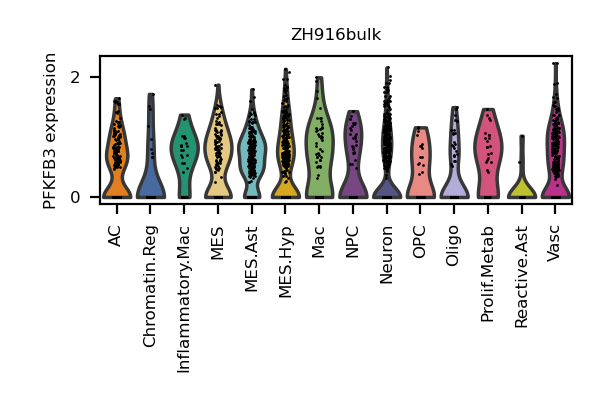 ZH916bulk
PFKFB3 expression
2
0
AC
Chromatin.Reg
Inflammatory.Mac
MES
MES.Ast
MES.Hyp
Mac
NPC
Neuron
OPC
Oligo
Prolif.Metab
Reactive.Ast
Vasc